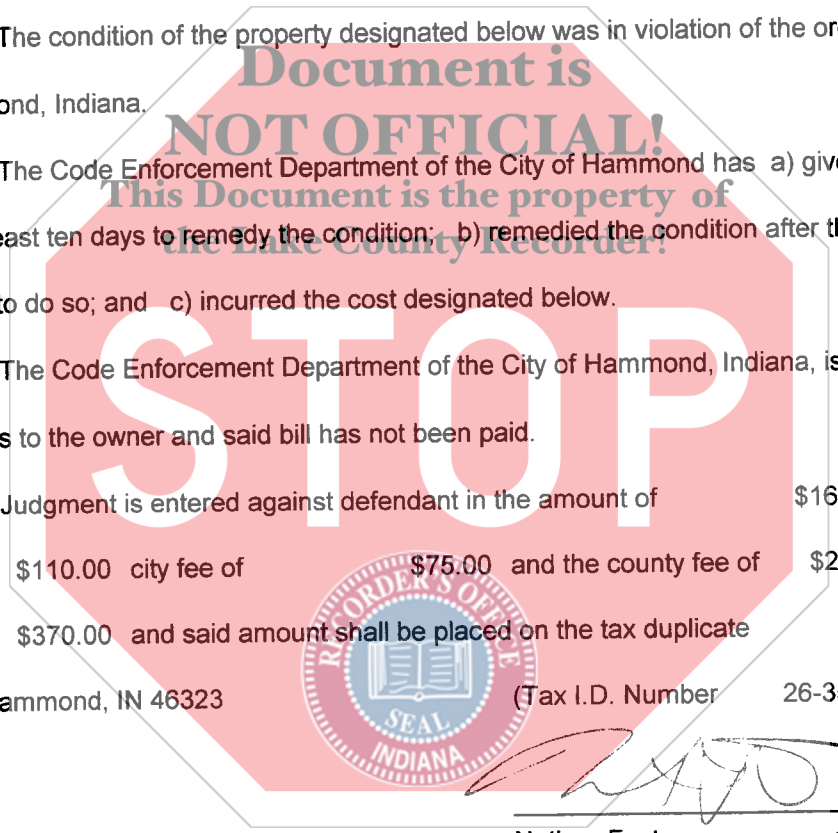 The condition of the property designated below was in violation of the or
Document is
ond, Indiana.
NOT OFFICIAL!
The Code Enforcement Department of the City of Hammond has a) giv
This Document is the property of
east ten days to remedy the condition; b) remedied the condition after t
the Lake County Recorder!
to do so; and c) incurred the cost designated below.
STOP
The Code Enforcement Department of the City of Hammond, Indiana, is
s to the owner and said bill has not been paid.
Judgment is entered against defendant in the amount of $16
$110.00 city fee of $75.00 and the county fee of $2
$370.00 and said amount shall be placed on the tax duplicate
ammond, IN 46323 (Tax I.D. Number 26-3
RECORDER'S OFFICE
SEAL
INDIANA